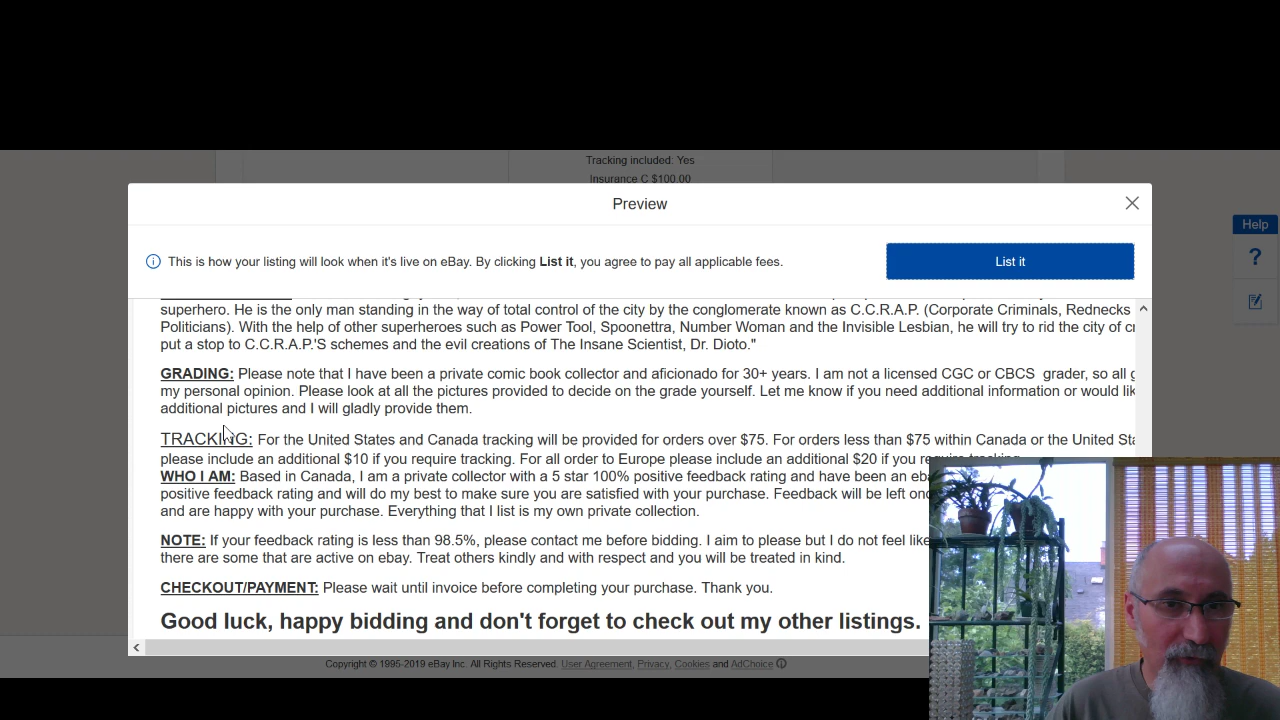 Tracking included: Yes
Insurance C $100.00
Preview
Help
This is how your listing will look when it's live on eBay. By clicking List it, you agree to pay all applicable fees.
List it
?
superhero. He is the only man standing in the way of total control of the city by the conglomerate known as C.C.R.A.P. (Corporate Criminals, Rednecks
Politicians). With the help of other superheroes such as Power Tool, Spoonettra, Number Woman and the Invisible Lesbian, he will try to rid the city of
put a stop to C.C.R.A.P.'S schemes and the evil creations of The Insane Scientist, Dr. Dioto."
GRADING: Please note that I have been a private comic book collector and aficionado for 30+ years. I am not a licensed CGC or CBCS grader, so all
my personal opinion. Please look at all the pictures provided to decide on the grade yourself. Let me know if you need additional information or would
additional pictures and I will gladly provide them.
TRACKING: For the United States and Canada tracking will be provided for orders over $75. For orders less than $75 within Canada or the United
please include an additional $10 if you require tracking. For all order to Europe please include an additional $20 if you require tracking.
WHO I AM: Based in Canada, I am a private collector with a 5 star 100% positive feedback rating and have been an
positive feedback rating and will do my best to make sure you are satisfied with your purchase. Feedback will be left
and are happy with your purchase. Everything that I list is my own private collection.
NOTE: If your feedback rating is less than 98.5%, please contact me before bidding. I aim to please but I do not feel
there are some that are active on ebay. Treat others kindly and with respect and you will be treated in kind.
CHECKOUT/PAYMENT: Please wait until invoice before completing your purchase. Thank you.
Good luck, happy bidding and don't forget to check out my other listings.
Copyright © 1995-2019 eBay Inc. All Rights Reserved. User Agreement, Privacy, Cookies and AdChoice